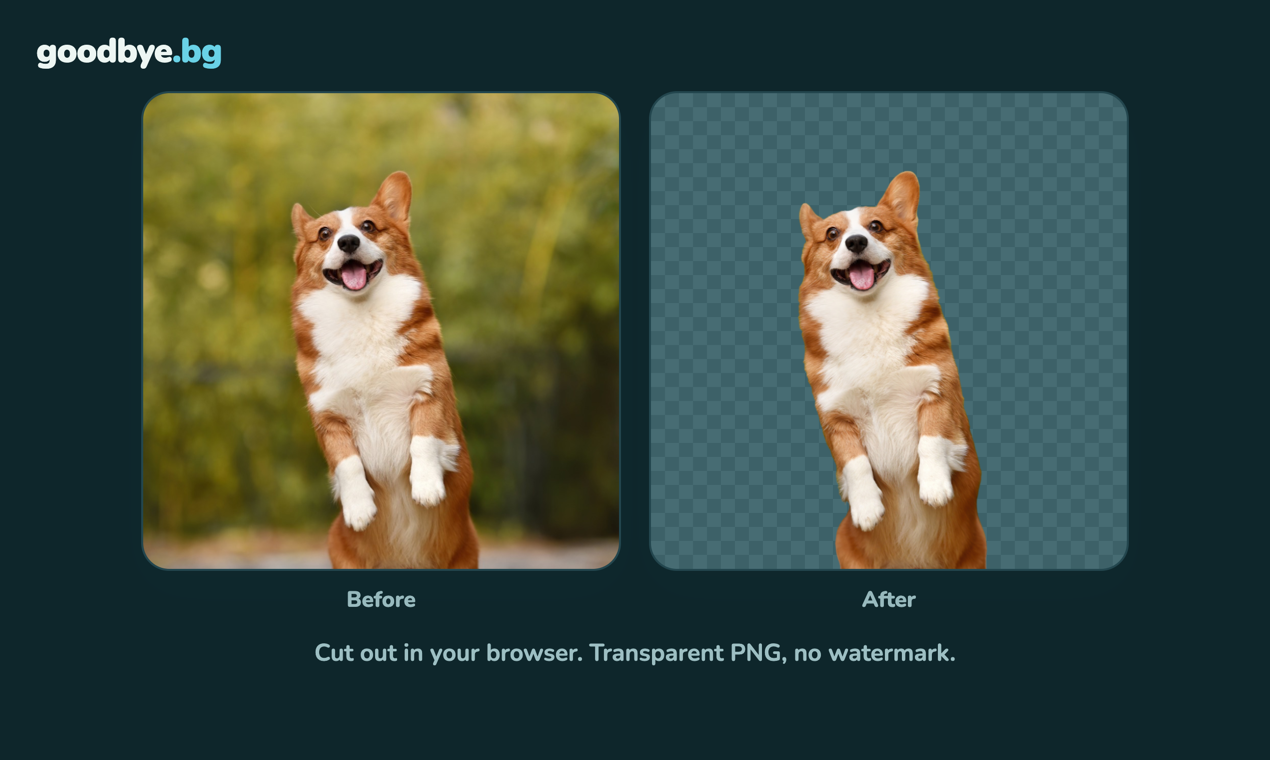 goodbye.bg
Before
After
Cut out in your browser. Transparent PNG, no watermark.